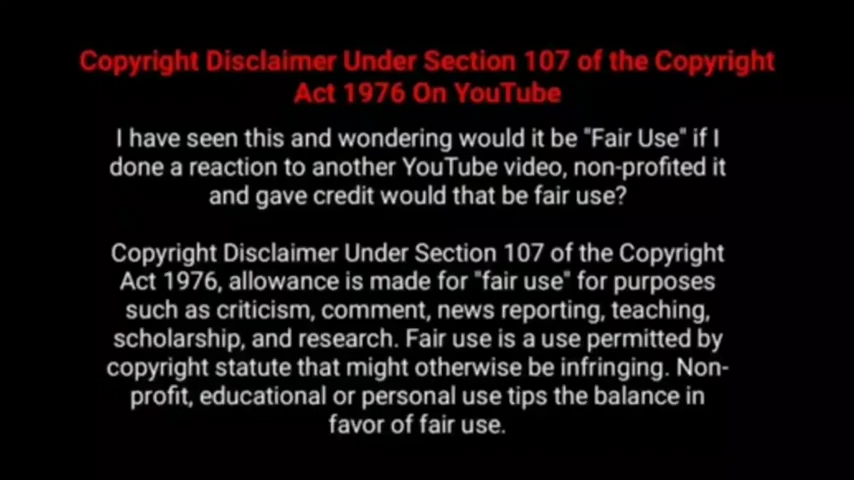 Copyright Disclaimer Under Section 107 of the Copyright
Act 1976 On YouTube
I have seen this and wondering would it be "Fair Use" if I
done a reaction to another YouTube video, non-profited it
and gave credit would that be fair use?
Copyright Disclaimer Under Section 107 of the Copyright
Act 1976, allowance is made for "fair use" for purposes
such as criticism, comment, news reporting, teaching,
scholarship, and research. Fair use is a use permitted by
copyright statute that might otherwise be infringing. Non-
profit, educational or personal use tips the balance in
favor of fair use.